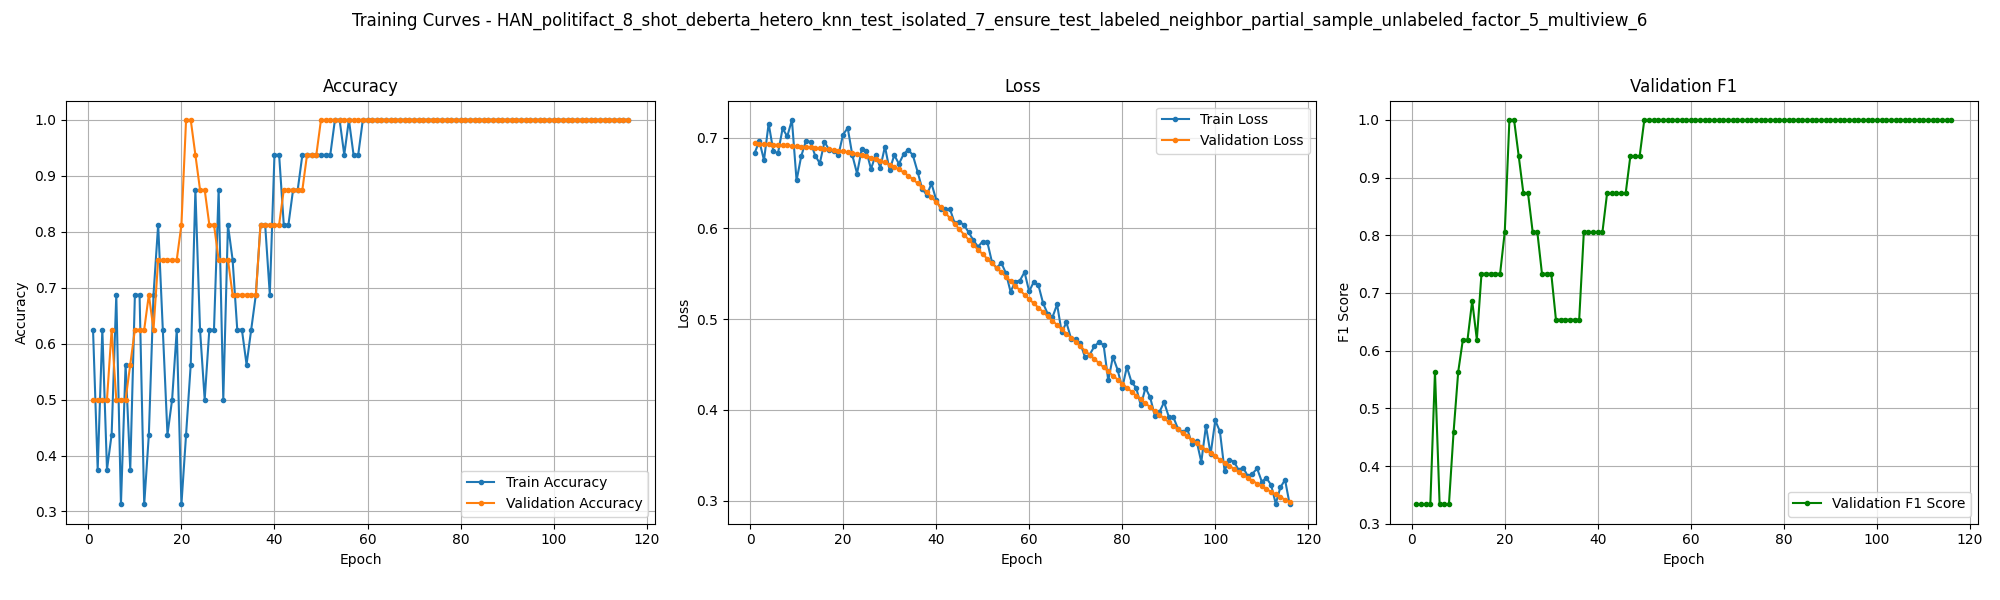 Training Curves - HAN_politifact_8_shot_deberta_hetero_knn_test_isolated_7_ensure_test_labeled_neighbor_partial_sample_unlabeled_factor_5_multiview_6
Accuracy
Accuracy
1.0
0.9
0.8
0.7
0.6
0.5
0.4
0.3
Train Accuracy
Validation Accuracy
0 20 40 60 80 100 120
Epoch
Loss
Loss
0.7
0.6
0.5
0.4
0.3
Train Loss
Validation Loss
0 20 40 60 80 100 120
Epoch
Validation F1
F1 Score
1.0
0.9
0.8
0.7
0.6
0.5
0.4
0.3
Validation F1 Score
0 20 40 60 80 100 120
Epoch